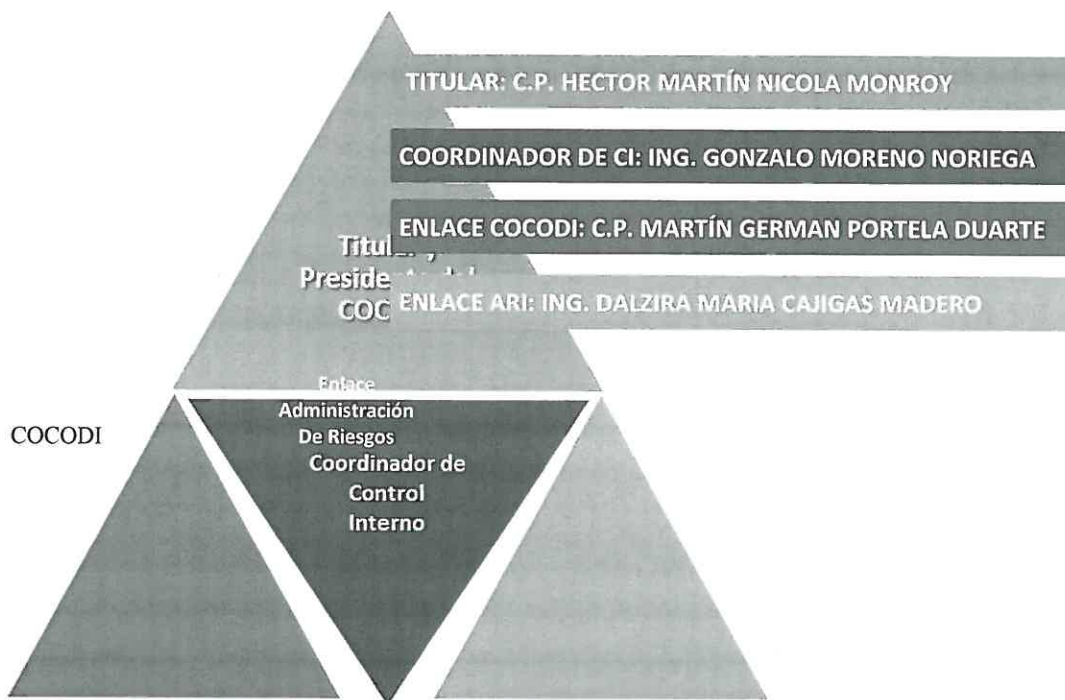 TITULAR: C.P. HECTOR MARTÍN NICOLA MONROY
COORDINADOR DE CI: ING. GONZALO MORENO NORIEGA
ENLACE COCODI: C.P. MARTÍN GERMAN PORTELA DUARTE
ENLACE ARI: ING. DALZIRA MARIA CAJIGAS MADERO
Enlace
Administración
De Riesgos
Coordinador de
Control
Interno
COCODI